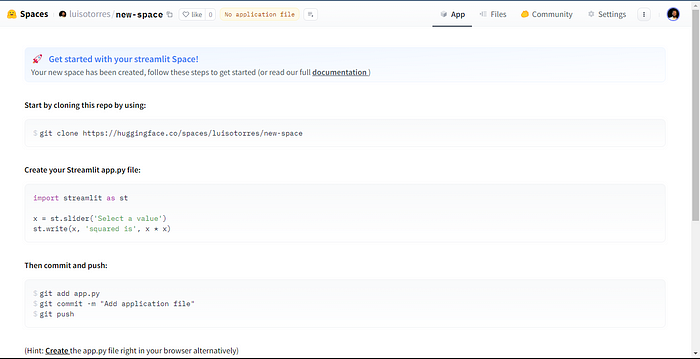 Spaces luisotorres/new-space like 0 No application file App Files Community Settings
Get started with your streamlit Space!
Your new space has been created, follow these steps to get started (or read our full documentation )
Start by cloning this repo by using:
$ git clone https://huggingface.co/spaces/luisotorres/new-space
Create your Streamlit app.py file:
import streamlit as st
x = st.slider('Select a value')
st.write(x, 'squared is', x * x)
Then commit and push:
$ git add app.py
$ git commit -m "Add application file"
$ git push
(Hint: Create the app.py file right in your browser alternatively)